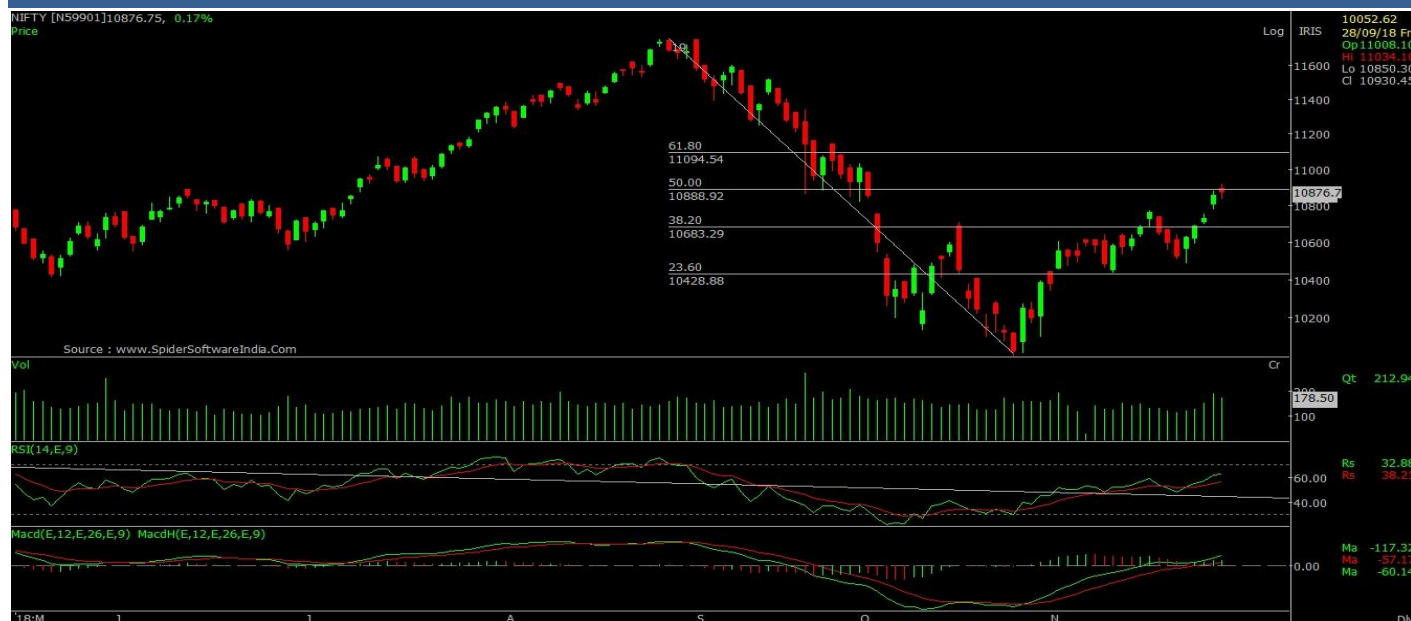 NIFTY [N59901]10876.75, 0.17%
Price
Log
IRIS
10052.62
28/09/18 Fr
Op11008.10
Hi 11034.10
Lo 10850.30
Cl 10930.45
11600
11400
11200
11000
10876.7
10800
10600
10400
10200
61.80
11094.54
50.00
10888.92
38.20
10683.29
23.60
10428.88
Source : www.SpiderSoftwareIndia.Com
Vol
Cr
Qt 212.94
178.50
100
RSI(14,E,9)
60.00
40.00
Rs 32.88
Rs
Macd(E,12,E,26,E,9) MacdH(E,12,E,26,E,9)
0.00
Ma -117.32
Ma
Ma -60.14
'18:M J J A S O N